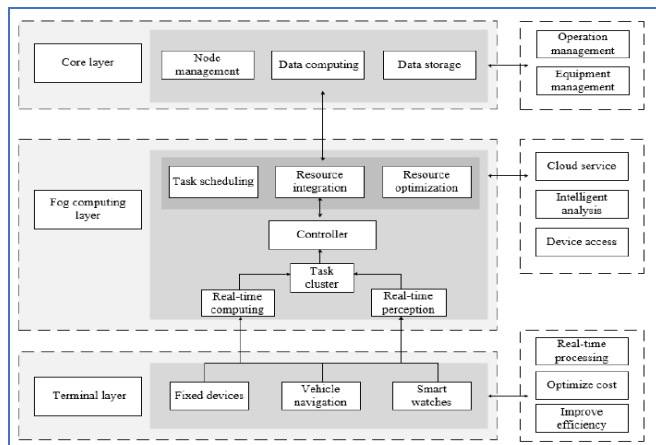 Core layer
Node
management
Data computing
Data storage
Operation
management
Equipment
management
Fog computing
layer
Task scheduling
Resource
integration
Resource
optimization
Controller
Task
cluster
Real-time
computing
Real-time
perception
Cloud service
Intelligent
analysis
Device access
Terminal layer
Fixed devices
Vehicle
navigation
Smart
watches
Real-time
processing
Optimize cost
Improve
efficiency